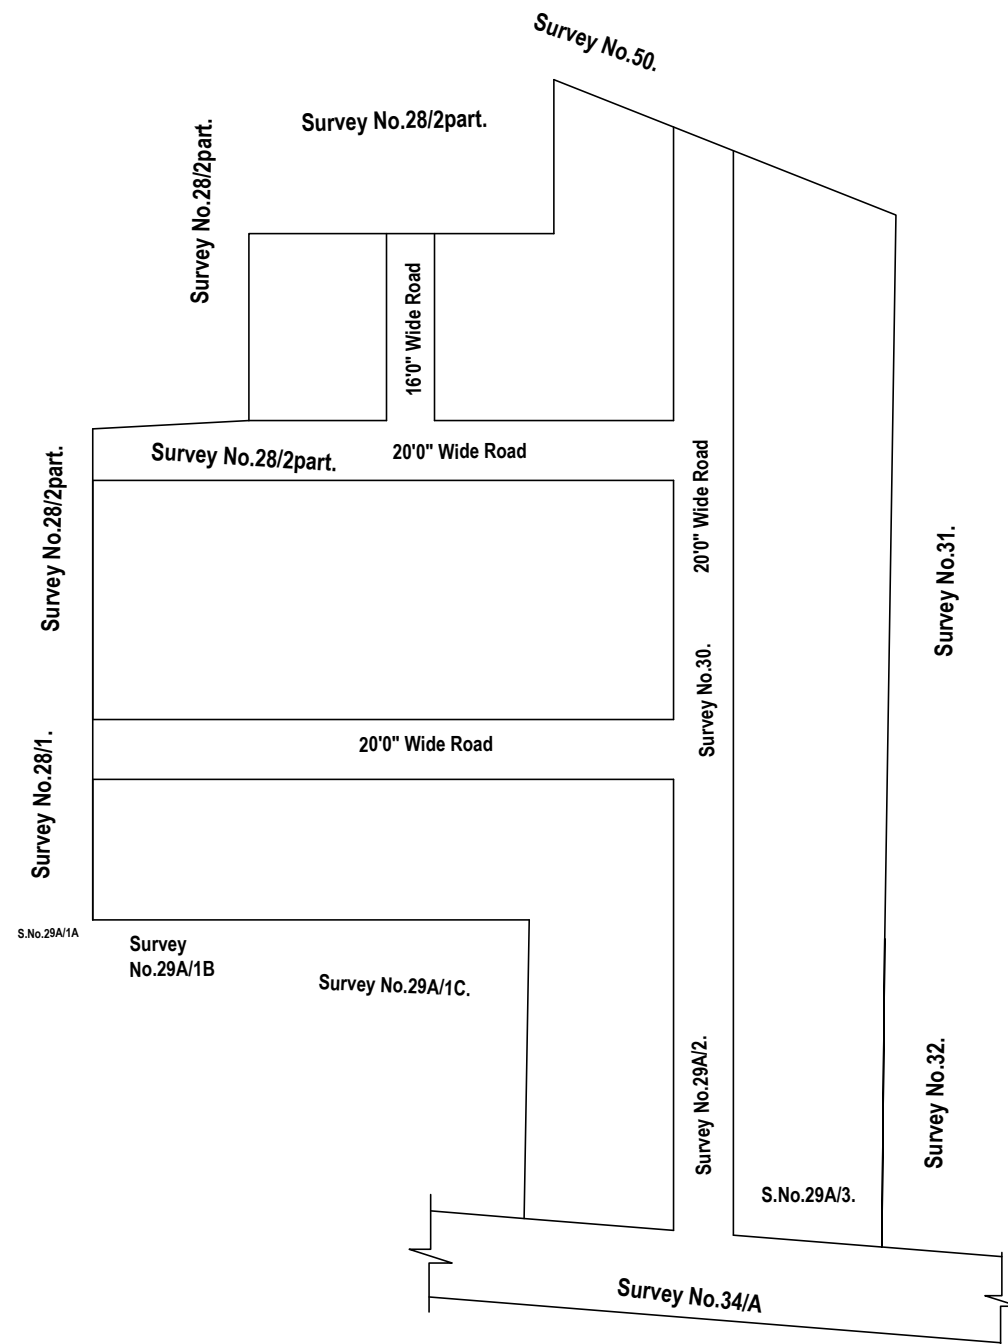 Survey No.50.
Survey No.28/2part.
Survey No.28/2part.
16'0" Wide Road
Survey No.28/2part.
20'0" Wide Road
Survey No.28/2part.
20'0" Wide Road
Survey No.31.
Survey No.30.
20'0" Wide Road
Survey No.28/1.
S.No.29A/1A
Survey
No.29A/1B
Survey No.29A/1C.
Survey No.29A/2.
Survey No.32.
S.No.29A/3.
Survey No.34/A